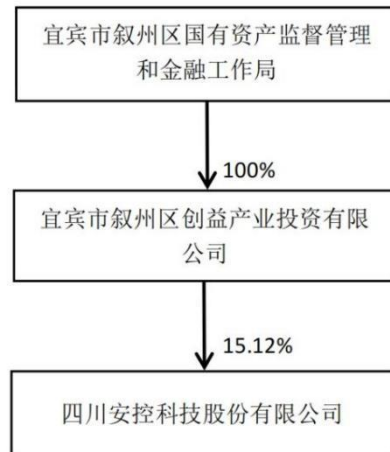 宜宾市叙州区国有资产监督管理
和金融工作局
100%
宜宾市叙州区创益产业投资有限
公司
15.12%
四川安控科技股份有限公司